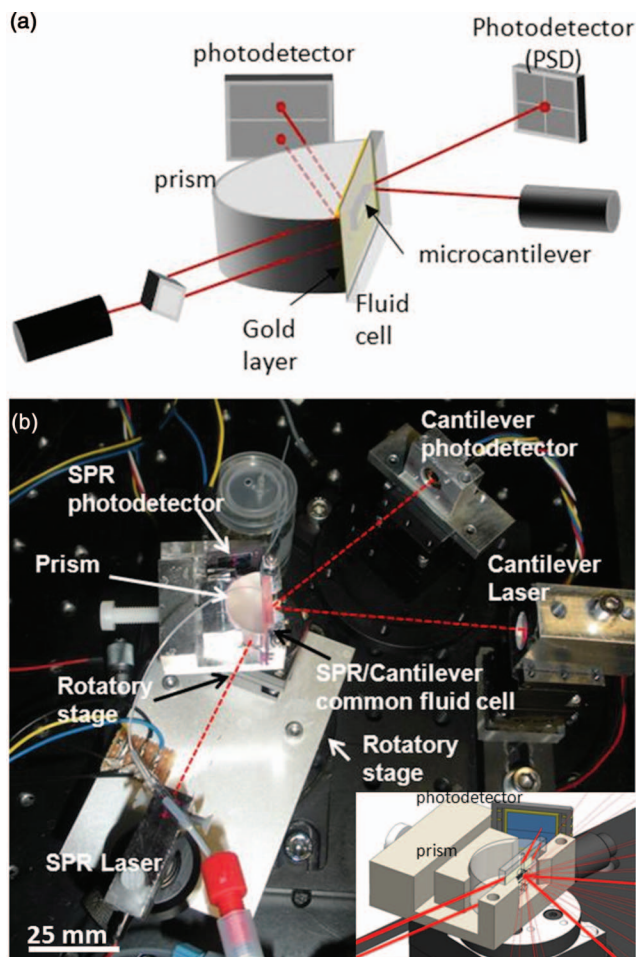 (a)
photodetector
Photodetector
(PSD)
prism
microcantilever
Gold
layer
Fluid
cell
(b)
Cantilever
photodetector
SPR
photodetector
Prism
Cantilever
Laser
SPR/Cantilever
common fluid cell
Rotatory
stage
Rotatory
stage
SPR Laser
25 mm
photodetector
prism